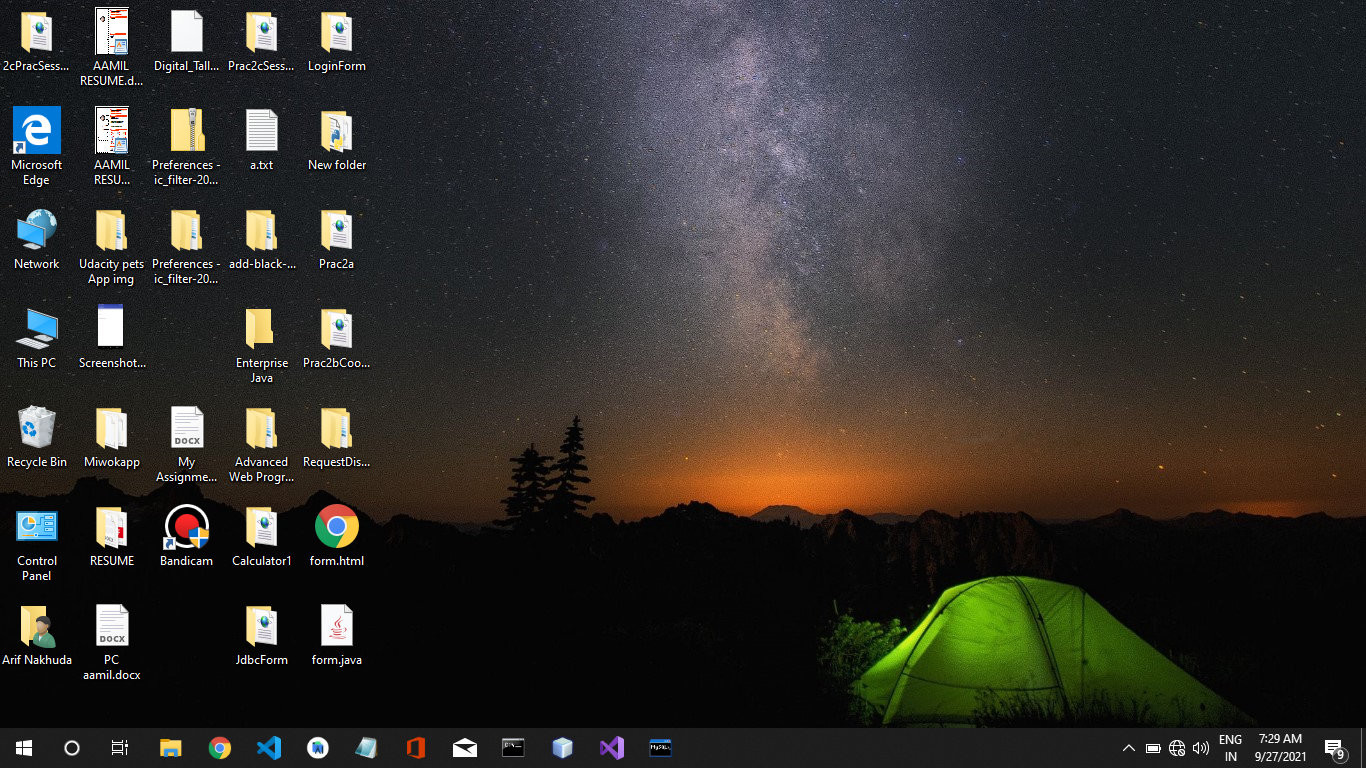 2cPracSess...
AAMIL
RESUME.d...
Digital_Tall...
Prac2cSess...
LoginForm
Microsoft
Edge
AAMIL
RESU...
Preferences -
ic_filter-20...
a.txt
New folder
Network
Udacity pets
App img
Preferences -
ic_filter-20...
add-black-...
Prac2a
This PC
Screenshot...
Enterprise
Java
Prac2bCoo...
Recycle Bin
Miwokapp
DOCX
My
Assignme...
Advanced
Web Progr...
RequestDis...
Control
Panel
RESUME
Bandicam
Calculator1
form.html
Arif Nakhuda
DOCX
PC
aamil.docx
JdbcForm
form.java
ENG
IN
7:29 AM
9/27/2021
9